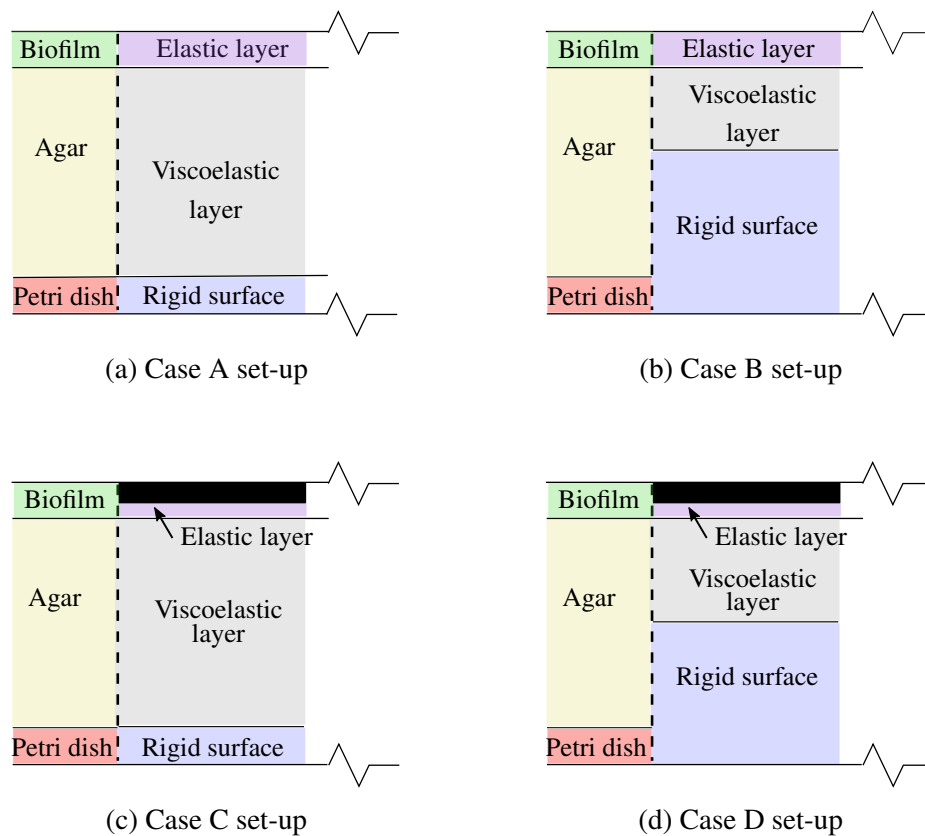 Biofilm
Elastic layer
Agar
Viscoelastic
layer
Petri dish
Rigid surface
(a) Case A set-up
Biofilm
Elastic layer
Viscoelastic
layer
Agar
Rigid surface
Petri dish
(b) Case B set-up
Biofilm
Elastic layer
Agar
Viscoelastic
layer
Petri dish
Rigid surface
(c) Case C set-up
Biofilm
Elastic layer
Viscoelastic
layer
Agar
Rigid surface
Petri dish
(d) Case D set-up